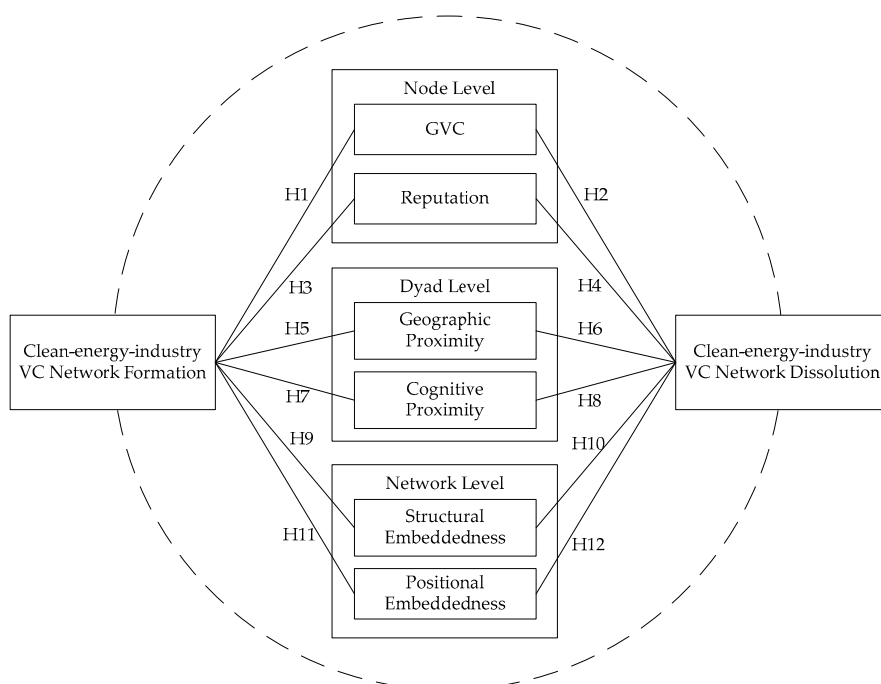 Node Level
GVC
H1
H2
Reputation
H3
H4
Dyad Level
Geographic
Proximity
H5
H6
Clean-energy-industry
VC Network Formation
Clean-energy-industry
VC Network Dissolution
Cognitive
Proximity
H7
H8
H9
H10
Network Level
Structural
Embeddedness
H11
H12
Positional
Embeddedness